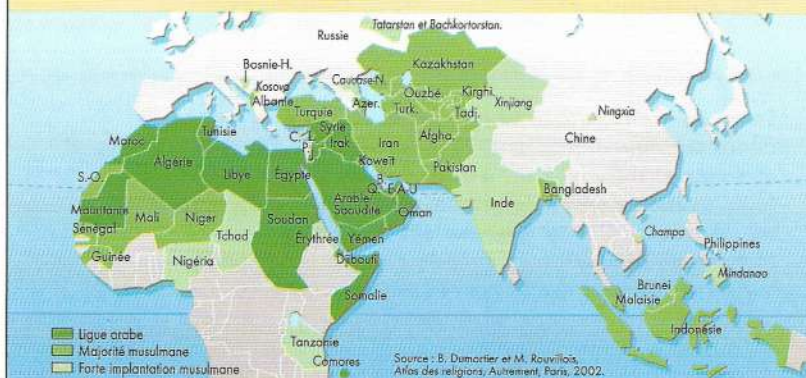 Tatarstan et Bachkortorstan.
Russie
Bosnie-H.
Kosovo
Albanie
Caucase-N.
Kazakhstan
Ouzbé.
Kirghi.
Xinjiang
Ningxia
Azer.
Turk.
Tadj.
Turquie
Chine
Tunisie
Maroc
C.
L.
Syrie
P.
Irak
Iran
Afgha.
Algérie
Libye
Égypte
Koweït
Pakistan
S.-O.
B.
Q.
E-A-U
Arabie
Saoudite
Oman
Inde
Bangladesh
Mauritanie
Mali
Niger
Soudan
Sénégal
Tchad
Érythrée
Yémen
Champa
Philippines
Guinée
Nigéria
Djibouti
Mindanao
Somalie
Brunei
Malaisie
Indonésie
Ligue arabe
Majorité musulmane
Forte implantation musulmane
Tanzanie
Comores
Source : B. Dumortier et M. Rouvillois,
Atlas des religions, Autrement, Paris, 2002.